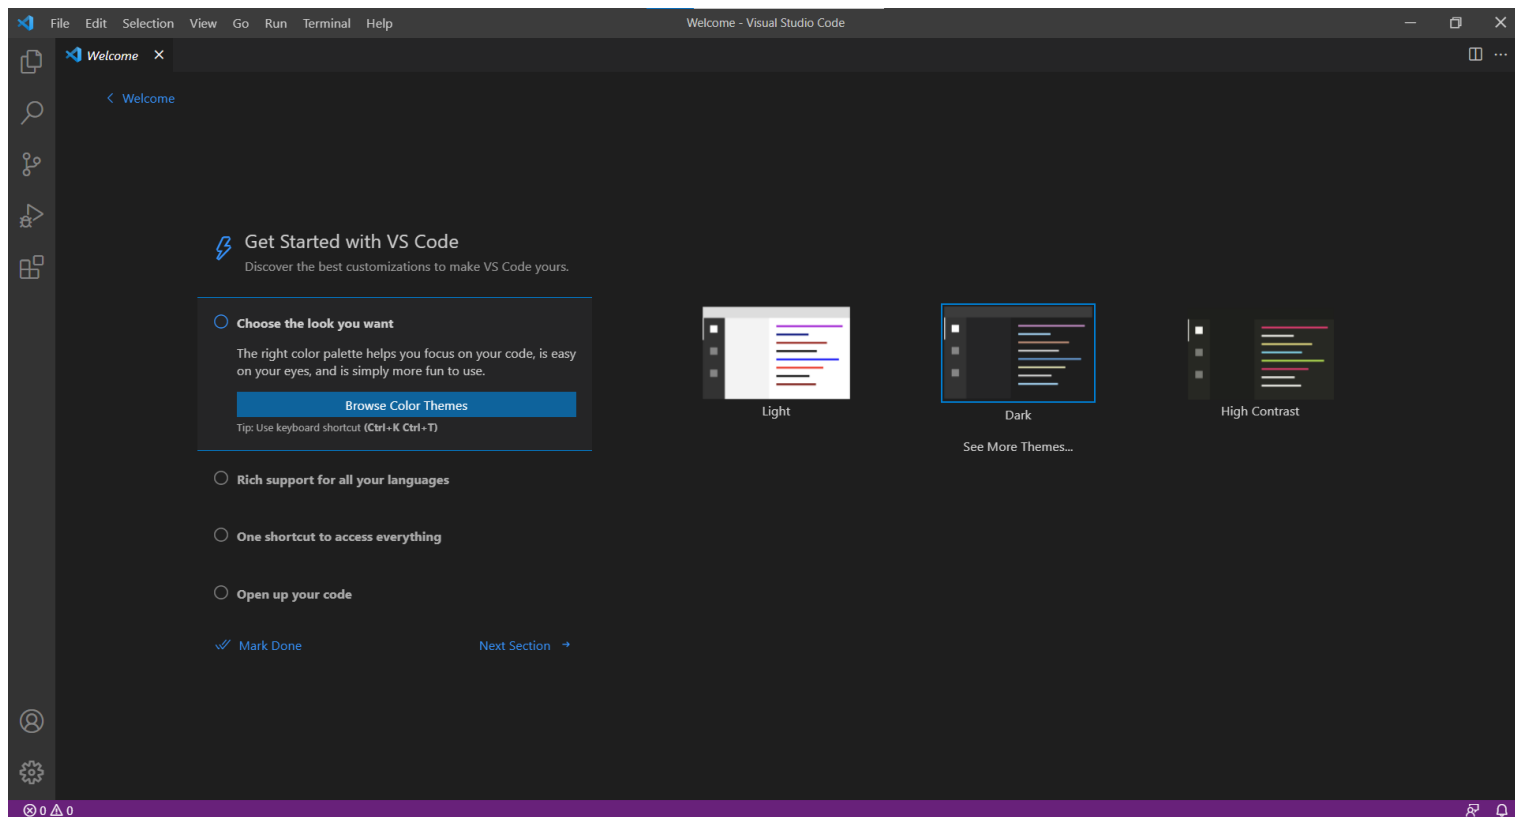 File Edit Selection View Go Run Terminal Help
Welcome - Visual Studio Code
Welcome
Welcome
Get Started with VS Code
Discover the best customizations to make VS Code yours.
Choose the look you want
The right color palette helps you focus on your code, is easy
on your eyes, and is simply more fun to use.
Browse Color Themes
Tip: Use keyboard shortcut (Ctrl+K Ctrl+T)
Rich support for all your languages
One shortcut to access everything
Open up your code
Mark Done
Next Section
Light
Dark
High Contrast
See More Themes...
0 0